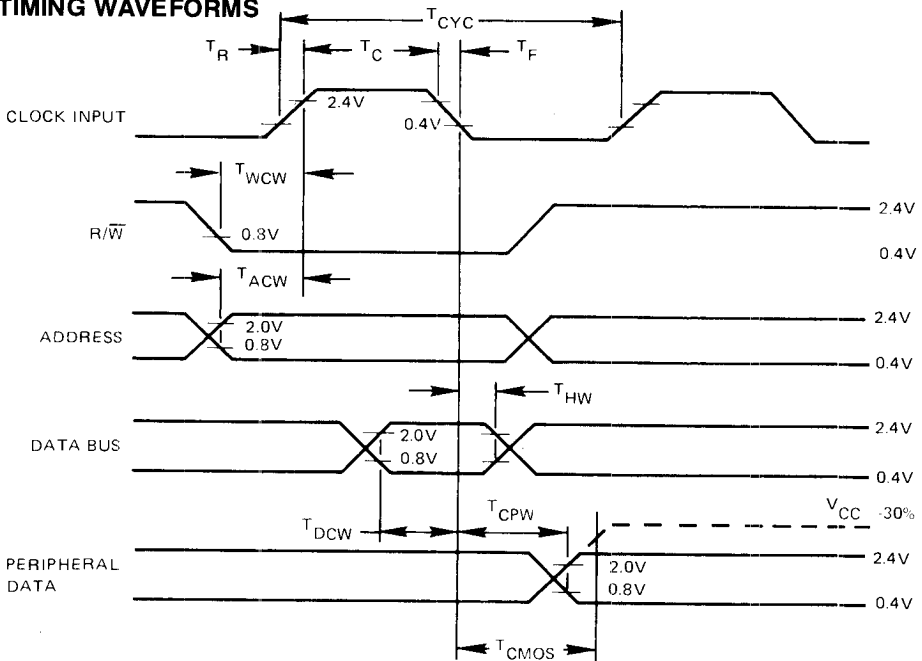 TIMING WAVEFORMS
T_CYC
T_R T_C T_F
CLOCK INPUT
2.4V
0.4V
T_WCW
R/W̅
0.8V
2.4V
0.4V
T_ACW
ADDRESS
2.0V
0.8V
2.4V
0.4V
T_HW
DATA BUS
2.0V
0.8V
2.4V
0.4V
T_DCW
T_CPW
V_CC -30%
PERIPHERAL
DATA
2.0V
0.8V
2.4V
0.4V
T_CMOS